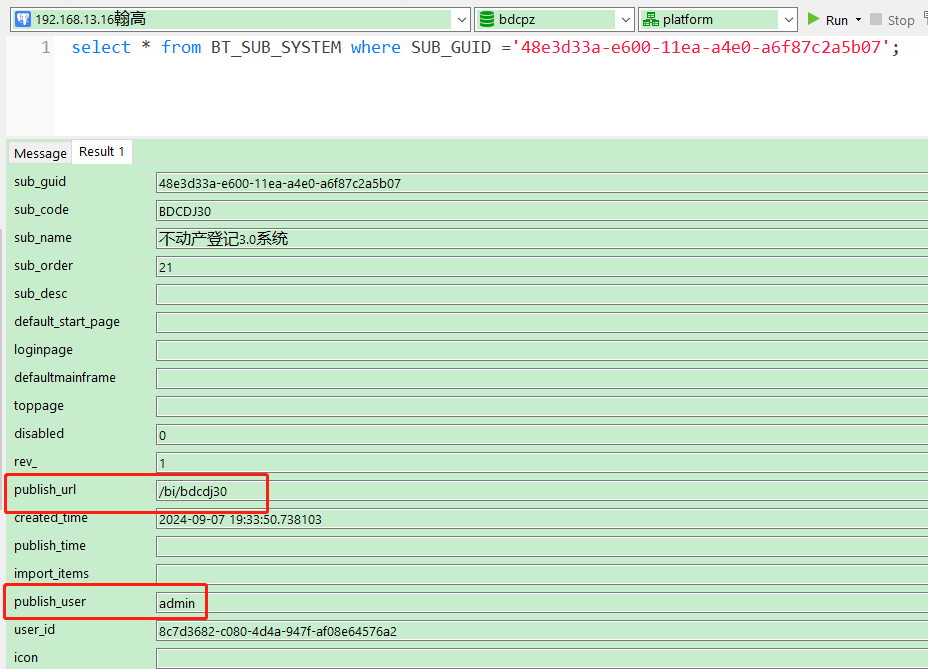 192.168.13.16翰高 bdcpz platform Run Stop
1 select * from BT_SUB_SYSTEM where SUB_GUID ='48e3d33a-e600-11ea-a4e0-a6f87c2a5b07';
Message Result 1
sub_guid 48e3d33a-e600-11ea-a4e0-a6f87c2a5b07
sub_code BDCDJ30
sub_name 不动产登记3.0系统
sub_order 21
sub_desc
default_start_page
loginpage
defaultmainframe
toppage
disabled 0
rev_ 1
publish_url /bi/bdcdj30
created_time 2024-09-07 19:33:50.738103
publish_time
import_items
publish_user admin
user_id 8c7d3682-c080-4d4a-947f-af08e64576a2
icon